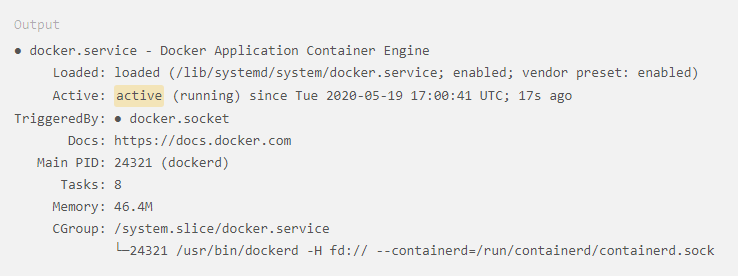 Output
● docker.service - Docker Application Container Engine
     Loaded: loaded (/lib/systemd/system/docker.service; enabled; vendor preset: enabled)
     Active: active (running) since Tue 2020-05-19 17:00:41 UTC; 17s ago
TriggeredBy: ● docker.socket
       Docs: https://docs.docker.com
   Main PID: 24321 (dockerd)
      Tasks: 8
     Memory: 46.4M
     CGroup: /system.slice/docker.service
             └─24321 /usr/bin/dockerd -H fd:// --containerd=/run/containerd/containerd.sock